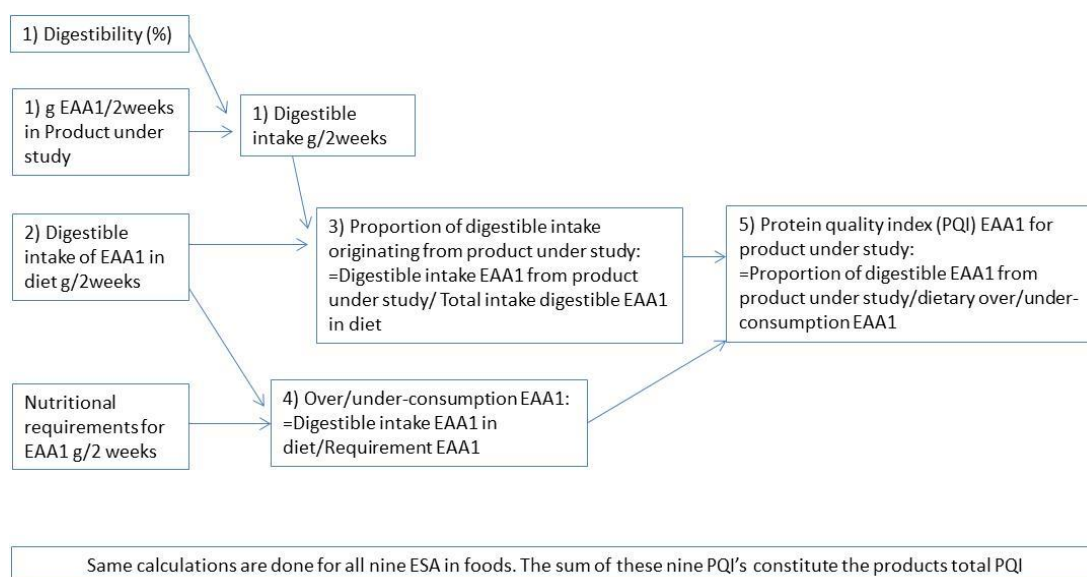 1) Digestibility (%)
1) g EAA1/2weeks
in Product under
study
1) Digestible
intake g/2weeks
2) Digestible
intake of EAA1 in
diet g/2weeks
3) Proportion of digestible intake
originating from product under study:
=Digestible intake EAA1 from product
under study/ Total intake digestible EAA1
in diet
5) Protein quality index (PQI) EAA1 for
product under study:
=Proportion of digestible EAA1 from
product under study/dietary over/under-
consumption EAA1
Nutritional
requirements for
EAA1 g/2 weeks
4) Over/under-consumption EAA1:
=Digestible intake EAA1 in
diet/Requirement EAA1
Same calculations are done for all nine ESA in foods. The sum of these nine PQI's constitute the products total PQI